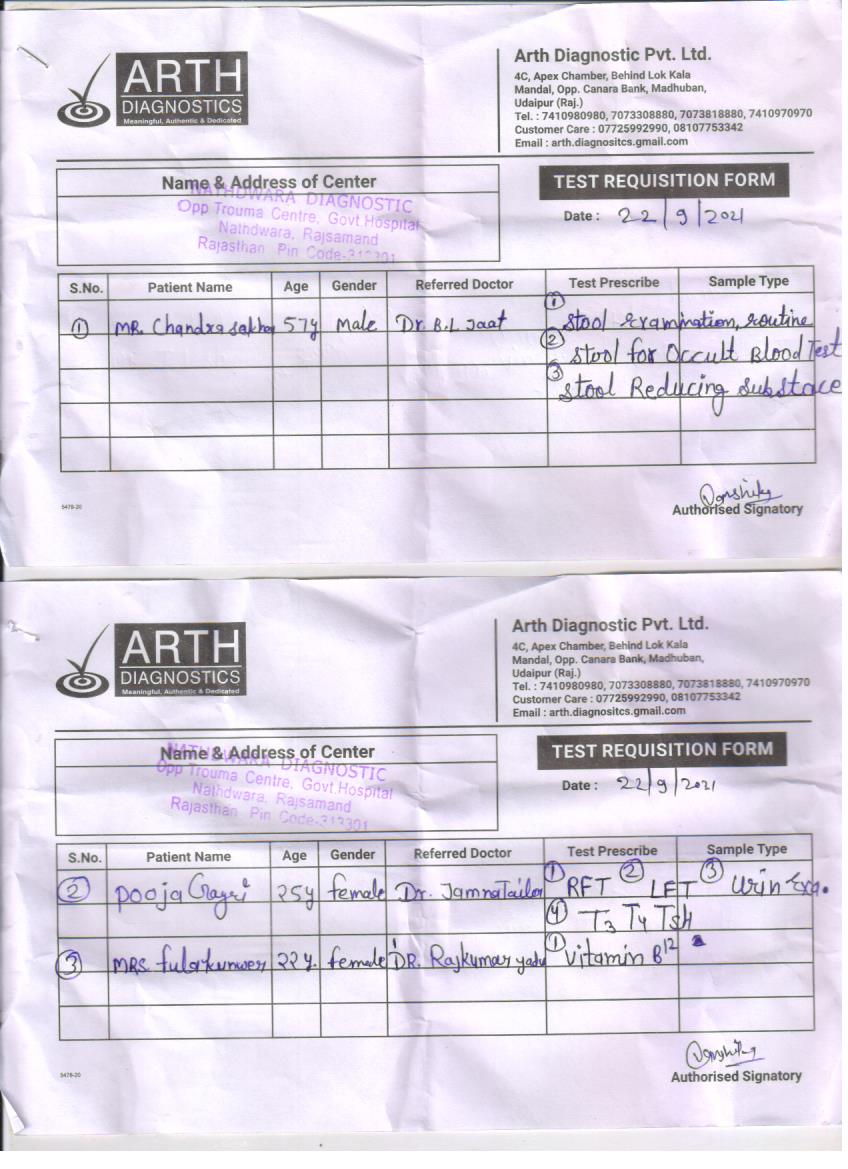 ARTH
DIAGNOSTICS
Meaningful, Authentic & Dedicated
Arth Diagnostic Pvt. Ltd.
4C, Apex Chamber, Behind Lok Kala
Mandal, Opp. Canara Bank, Madhuban,
Udaipur (Raj.)
Tel. : 7410980980, 7073308880, 7073818880, 7410970970
Customer Care : 07725992990, 08107753342
Email : arth.diagnositcs.gmail.com
Name & Address of Center
NATHDWARA DIAGNOSTIC
Opp Trouma Centre, Govt Hospital
Nathdwara, Rajsamand
Rajasthan Pin Code-313301
TEST REQUISITION FORM
Date : 22/9/2021
S.No. Patient Name Age Gender Referred Doctor Test Prescribe Sample Type
① MR. Chandrasakhar 57y Male Dr. B.L Jaat ① Stool examination, routine
② Stool for Occult Blood Test
③ Stool Reducing Substace
5478-20
Authorised Signatory
ARTH
DIAGNOSTICS
Meaningful, Authentic & Dedicated
Arth Diagnostic Pvt. Ltd.
4C, Apex Chamber, Behind Lok Kala
Mandal, Opp. Canara Bank, Madhuban,
Udaipur (Raj.)
Tel. : 7410980980, 7073308880, 7073818880, 7410970970
Customer Care : 07725992990, 08107753342
Email : arth.diagnositcs.gmail.com
Name & Address of Center
NATHDWARA DIAGNOSTIC
Opp Trouma Centre, Govt.Hospital
Nathdwara, Rajsamand
Rajasthan Pin Code-313301
TEST REQUISITION FORM
Date : 22/9/2021
S.No. Patient Name Age Gender Referred Doctor Test Prescribe Sample Type
② Pooja Gayri 25y female Dr. Jamna Tailor ① RFT ② LFT ③ Urin Exa.
④ T3 T4 Tsh
③ MRS. fulorkunwer 22y. female DR. Rajkumar yadu ① Vitamin B12
5478-20
Authorised Signatory